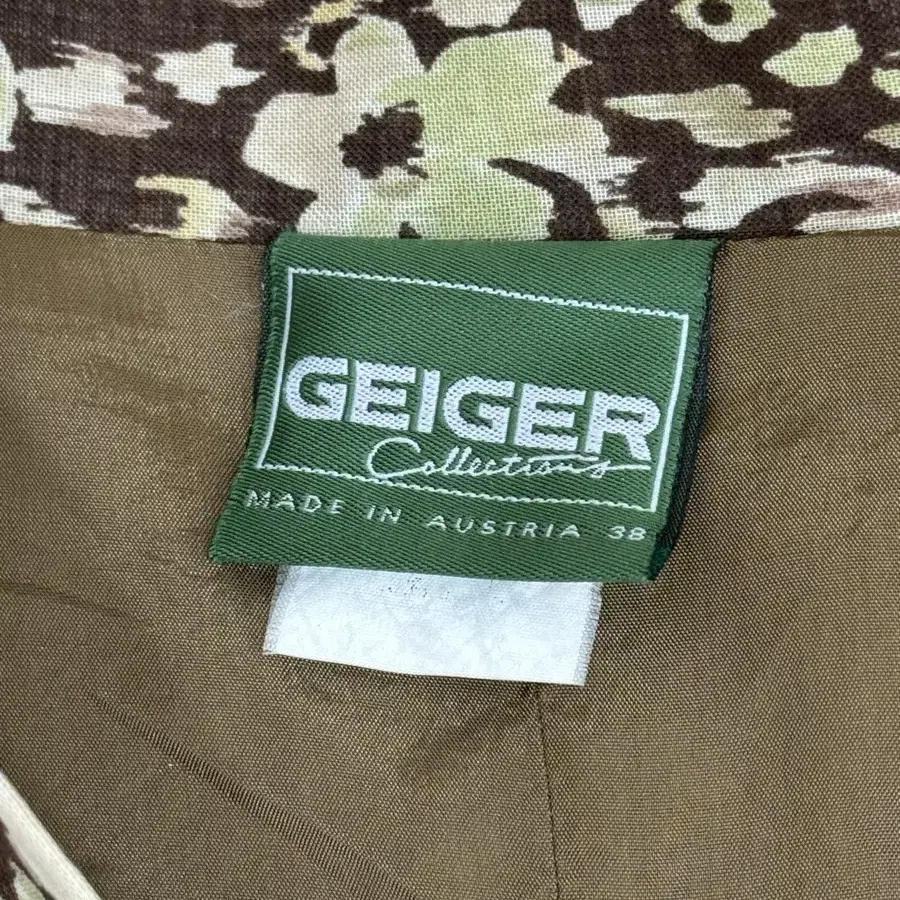 GEIGER
Collections
MADE IN AUSTRIA 38